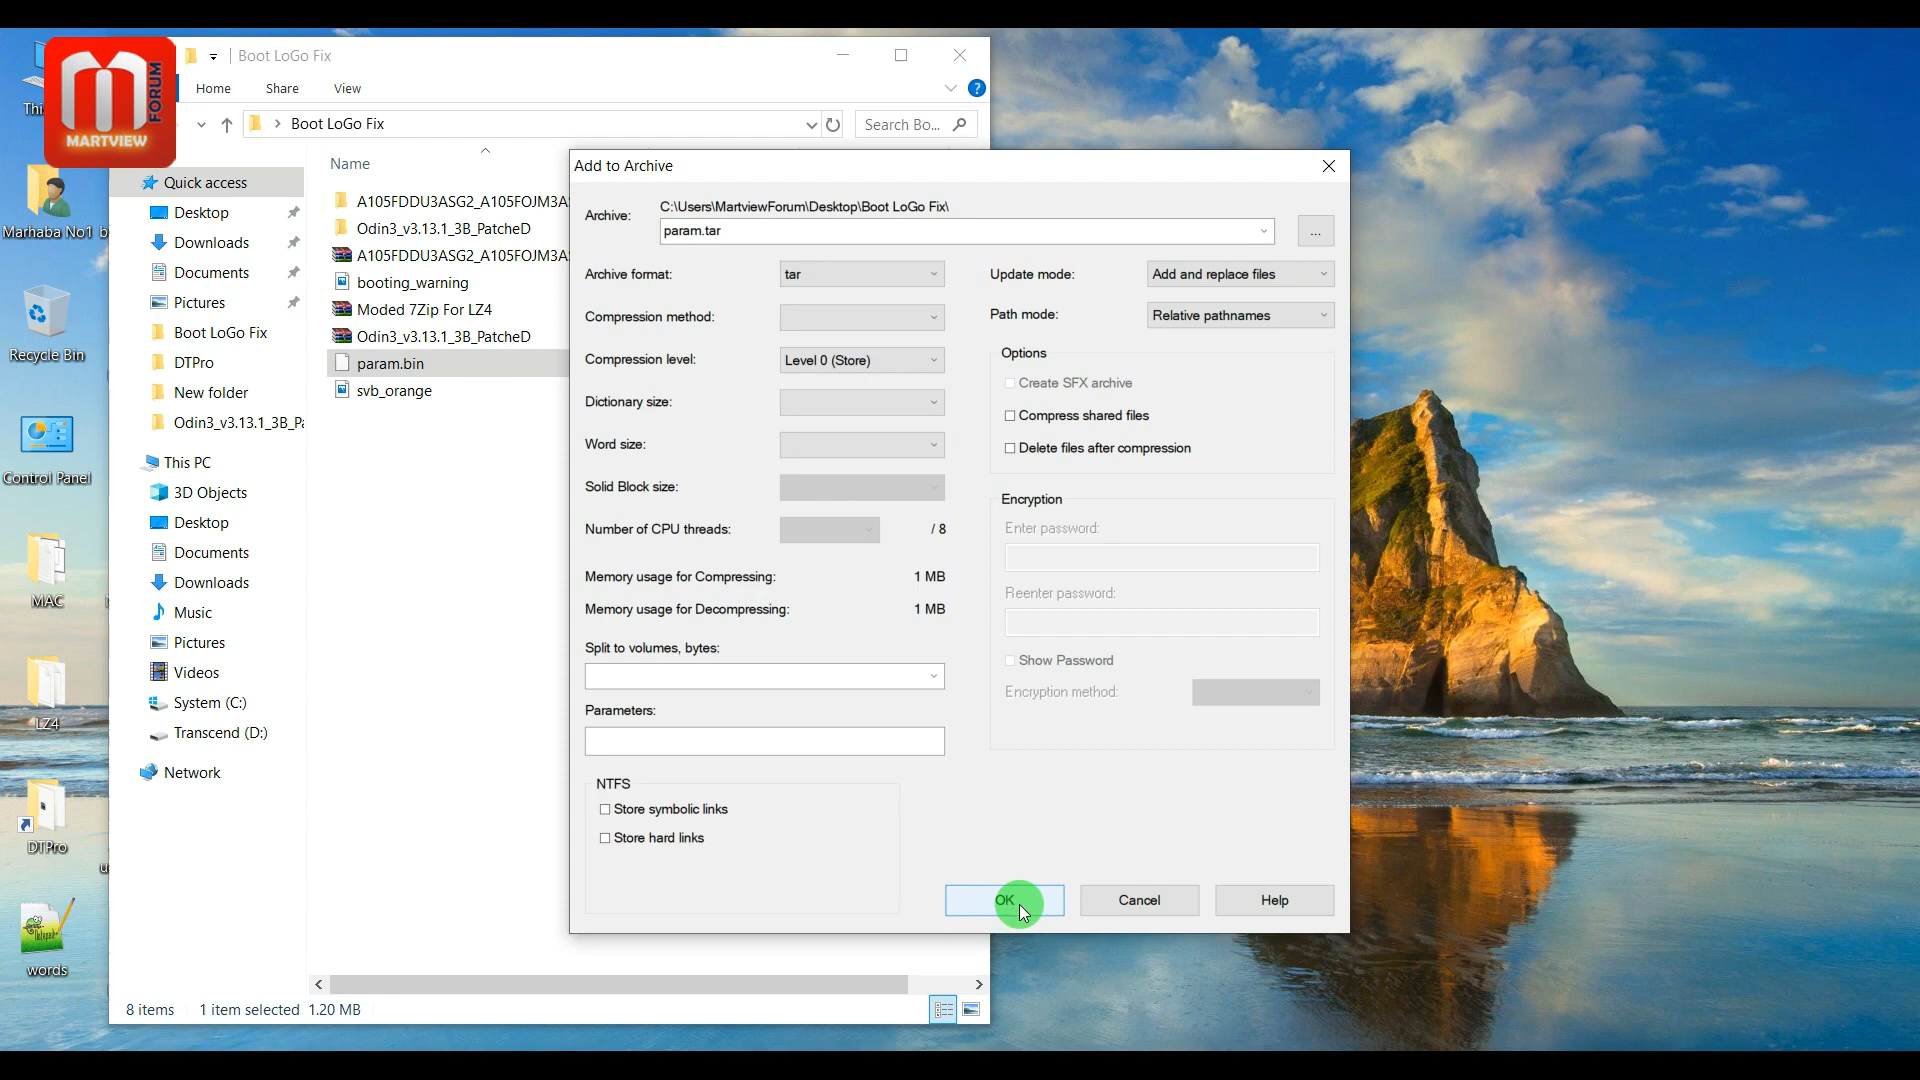 Boot LoGo Fix
Home Share View
Boot LoGo Fix
Search Bo...
M FORUM
MARTVIEW
Thi
Marhaba No1 b
Recycle Bin
Control Panel
MAC
LZ4
DTPro
words
Quick access
Desktop
Downloads
Documents
Pictures
Boot LoGo Fix
DTPro
New folder
Odin3_v3.13.1_3B_Pa
This PC
3D Objects
Desktop
Documents
Downloads
Music
Pictures
Videos
System (C:)
Transcend (D:)
Network
Name
A105FDDU3ASG2_A105FOJM3A
Odin3_v3.13.1_3B_PatcheD
A105FDDU3ASG2_A105FOJM3A
booting_warning
Moded 7Zip For LZ4
Odin3_v3.13.1_3B_PatcheD
param.bin
svb_orange
8 items 1 item selected 1.20 MB
Add to Archive
Archive:
C:\Users\MartviewForum\Desktop\Boot LoGo Fix\
param.tar
...
Archive format: tar
Compression method:
Compression level: Level 0 (Store)
Dictionary size:
Word size:
Solid Block size:
Number of CPU threads: / 8
Memory usage for Compressing: 1 MB
Memory usage for Decompressing: 1 MB
Split to volumes, bytes:
Parameters:
NTFS
Store symbolic links
Store hard links
Update mode: Add and replace files
Path mode: Relative pathnames
Options
Create SFX archive
Compress shared files
Delete files after compression
Encryption
Enter password:
Reenter password:
Show Password
Encryption method:
OK Cancel Help